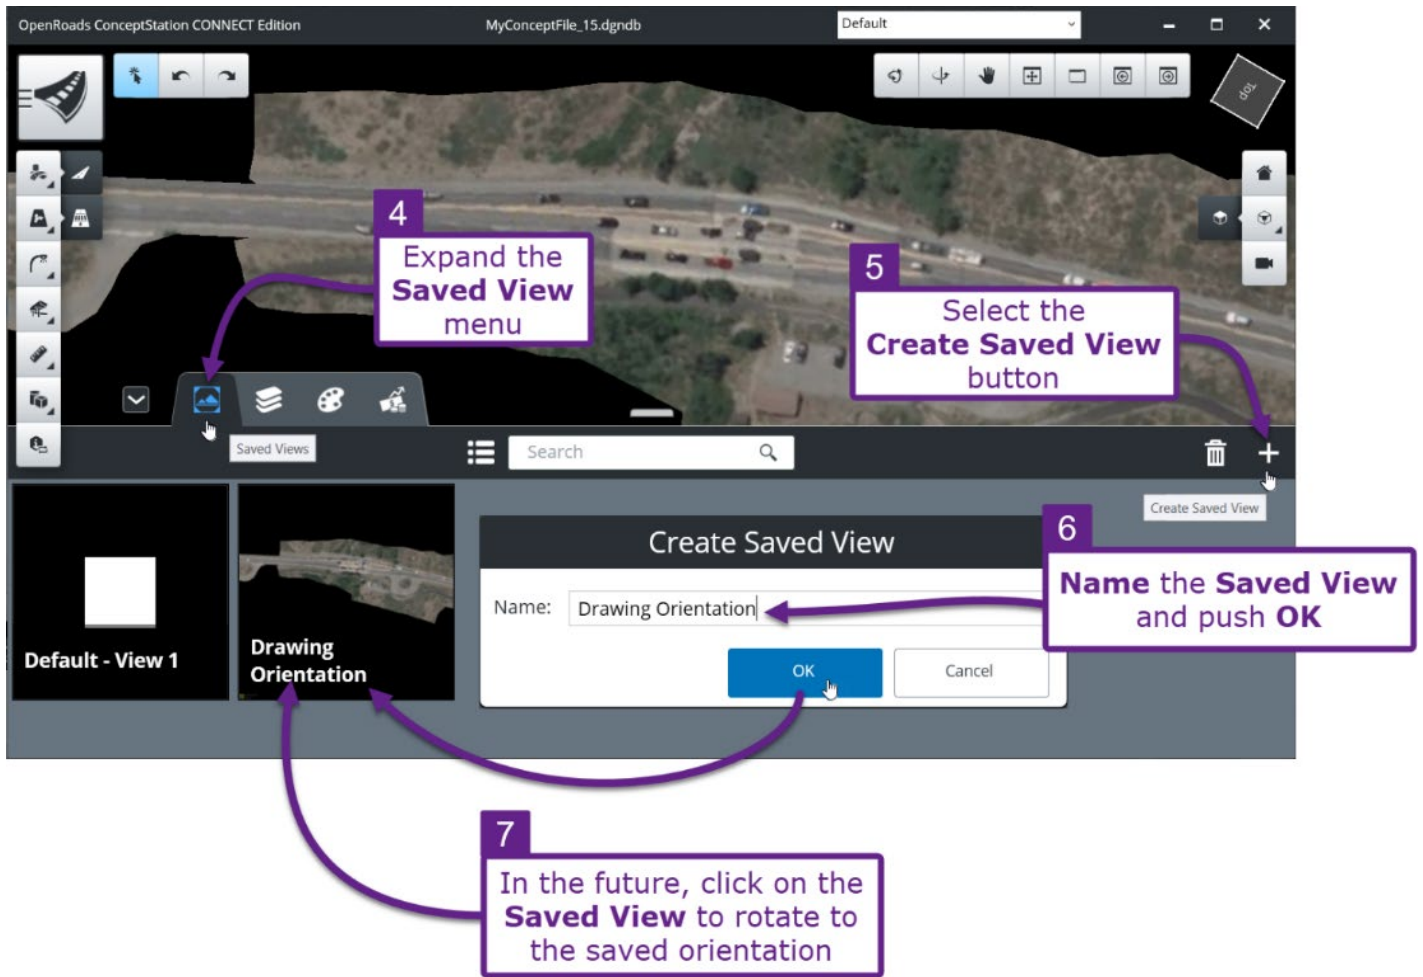 OpenRoads ConceptStation CONNECT Edition
MyConceptFile_15.dgndb
Default
Top
4
Expand the
Saved View
menu
5
Select the
Create Saved View
button
Saved Views
Search
Create Saved View
Default - View 1
Drawing
Orientation
Create Saved View
Name:
Drawing Orientation
OK
Cancel
6
Name the Saved View
and push OK
7
In the future, click on the
Saved View to rotate to
the saved orientation